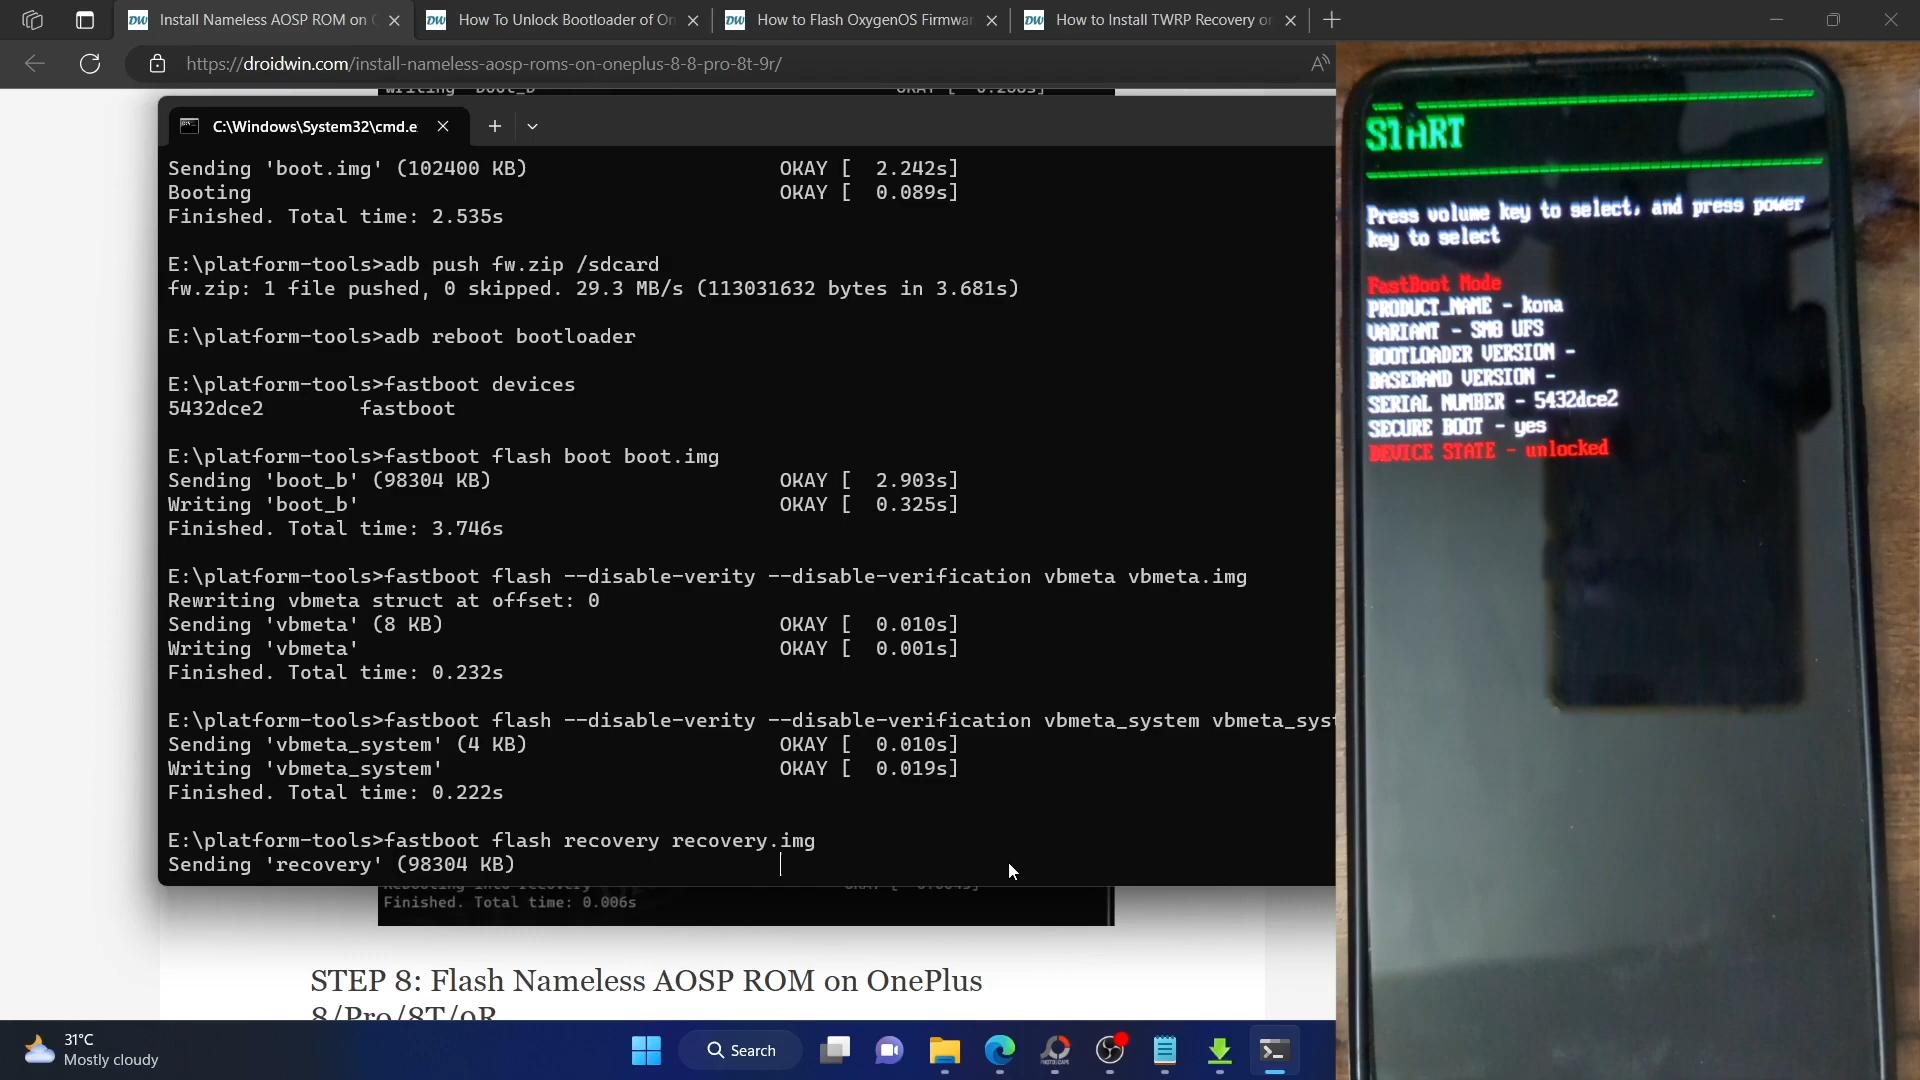 Install Nameless AOSP ROM on
How To Unlock Bootloader of On
How to Flash OxygenOS Firmwar
How to Install TWRP Recovery or
https://droidwin.com/install-nameless-aosp-roms-on-oneplus-8-8-pro-8t-9r/
C:\Windows\System32\cmd.e
Sending 'boot.img' (102400 KB) OKAY [ 2.242s]
Booting OKAY [ 0.089s]
Finished. Total time: 2.535s
E:\platform-tools>adb push fw.zip /sdcard
fw.zip: 1 file pushed, 0 skipped. 29.3 MB/s (113031632 bytes in 3.681s)
E:\platform-tools>adb reboot bootloader
E:\platform-tools>fastboot devices
5432dce2 fastboot
E:\platform-tools>fastboot flash boot boot.img
Sending 'boot_b' (98304 KB) OKAY [ 2.903s]
Writing 'boot_b' OKAY [ 0.325s]
Finished. Total time: 3.746s
E:\platform-tools>fastboot flash --disable-verity --disable-verification vbmeta vbmeta.img
Rewriting vbmeta struct at offset: 0
Sending 'vbmeta' (8 KB) OKAY [ 0.010s]
Writing 'vbmeta' OKAY [ 0.001s]
Finished. Total time: 0.232s
E:\platform-tools>fastboot flash --disable-verity --disable-verification vbmeta_system vbmeta_syst
Sending 'vbmeta_system' (4 KB) OKAY [ 0.010s]
Writing 'vbmeta_system' OKAY [ 0.019s]
Finished. Total time: 0.222s
E:\platform-tools>fastboot flash recovery recovery.img
Sending 'recovery' (98304 KB)
Finished. Total time: 0.006s
STEP 8: Flash Nameless AOSP ROM on OnePlus
8/Pro/8T/9R
31°C
Mostly cloudy
Search
START
Press volume key to select, and press power
key to select
FastBoot Mode
PRODUCT_NAME - kona
VARIANT - SMB UFS
BOOTLOADER VERSION -
BASEBAND VERSION -
SERIAL NUMBER - 5432dce2
SECURE BOOT - yes
DEVICE STATE - unlocked